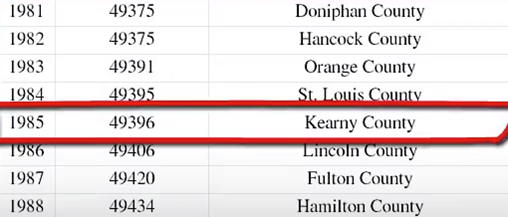 1981 49375 Doniphan County
1982 49375 Hancock County
1983 49391 Orange County
1984 49395 St. Louis County
1985 49396 Kearny County
1986 49406 Lincoln County
1987 49420 Fulton County
1988 49434 Hamilton County